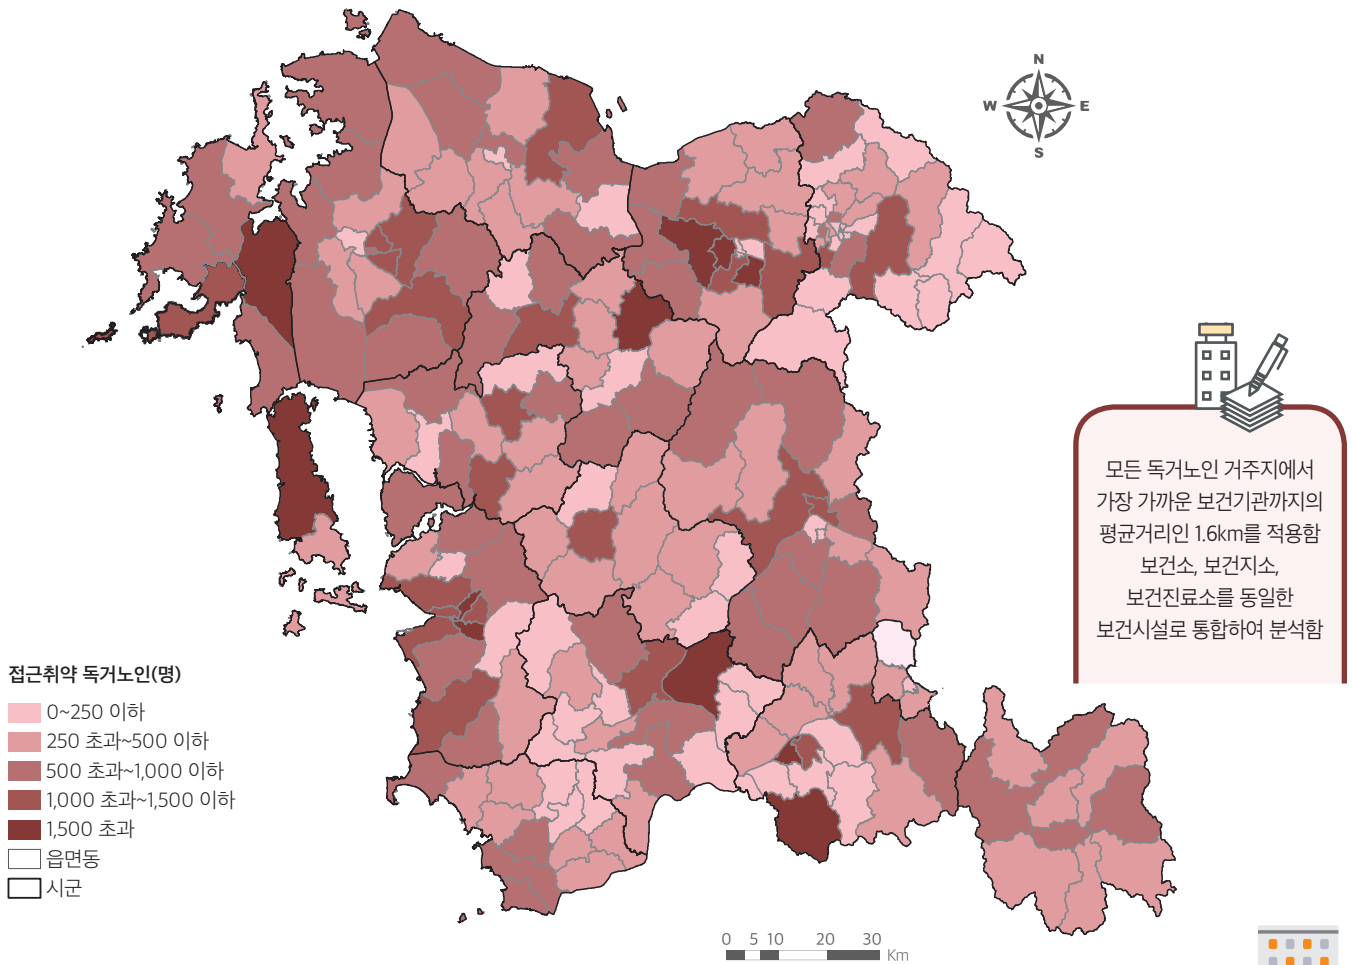 N
W E
S
모든 독거노인 거주지에서
가장 가까운 보건기관까지의
평균거리인 1.6km를 적용함
보건소, 보건지소,
보건진료소를 동일한
보건시설로 통합하여 분석함
접근취약 독거노인(명)
0~250 이하
250 초과~500 이하
500 초과~1,000 이하
1,000 초과~1,500 이하
1,500 초과
읍면동
시군
0 5 10 20 30
Km